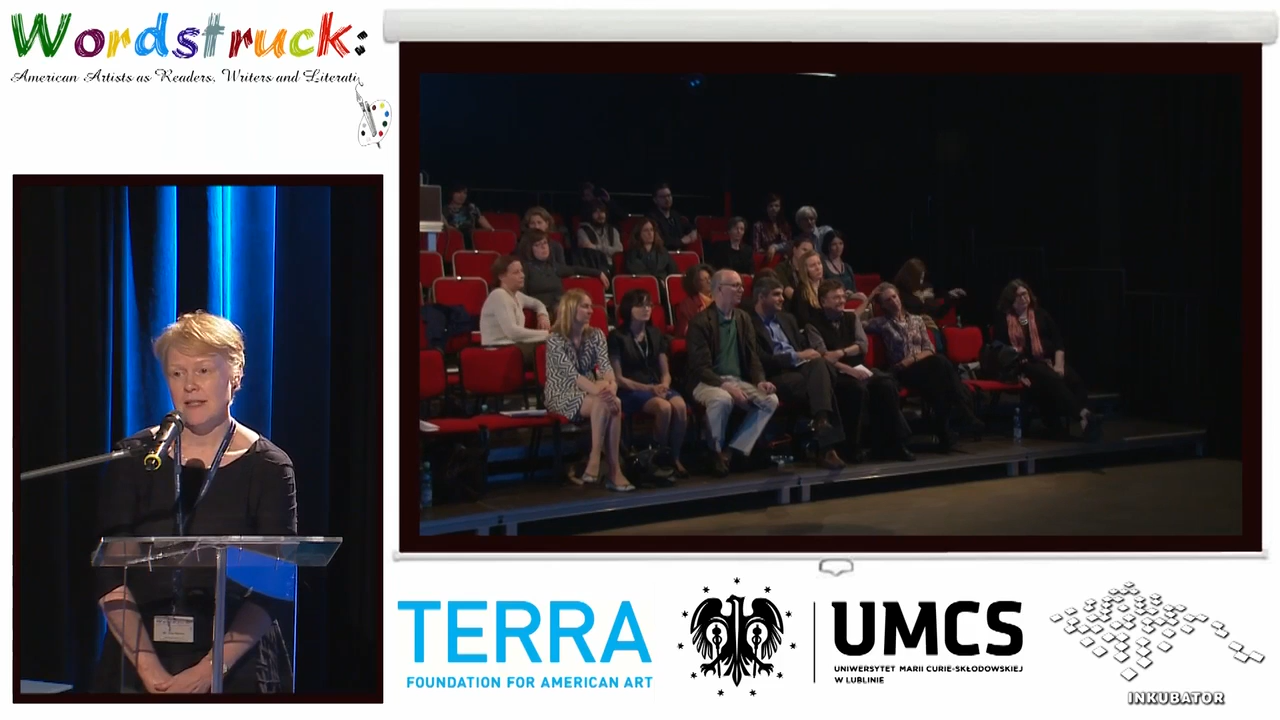 Wordstruck:
American Artists as Readers, Writers and Literati
TERRA
FOUNDATION FOR AMERICAN ART
UMCS
UNIWERSYTET MARII CURIE-SKŁODOWSKIEJ
W LUBLINIE
INKUBATOR